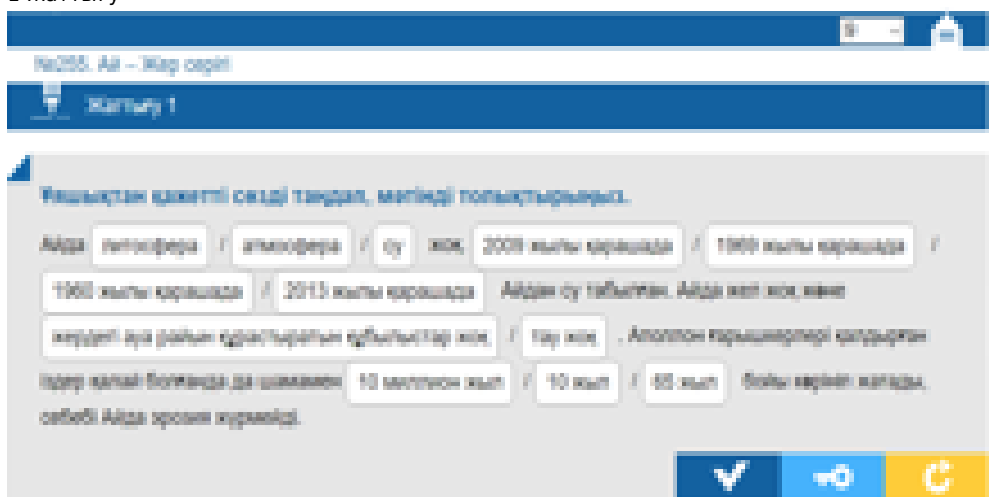 9
№255. Ай – Жер серігі
Жаттығу 1
Ұяшықтан қажетті сөзді таңдап, мәтінді толықтырыңыз.
Айда литосфера / атмосфера / су жоқ. 2009 жылы қарашада / 1969 жылы қарашада /
1960 жылы қарашада / 2013 жылы қарашада Айдан су табылған. Айда жел жоқ және
жердегі ауа райын құрастыратын құбылыстар жоқ / тау жоқ . Аполлон ғарышкерлері қалдырған
іздер қалай болғанда да шамамен 10 миллион жыл / 10 жыл / 65 жыл бойы көрініп жатады,
себебі Айда эрозия жүрмейді.